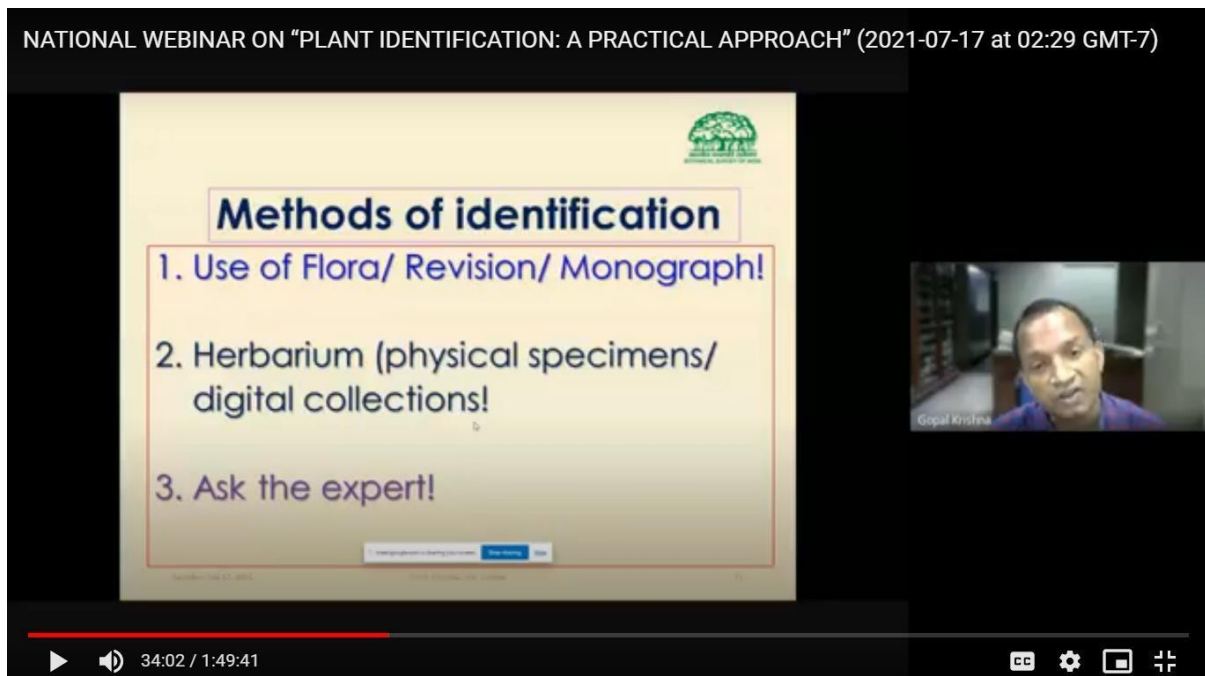 NATIONAL WEBINAR ON “PLANT IDENTIFICATION: A PRACTICAL APPROACH” (2021-07-17 at 02:29 GMT-7)
Methods of identification
1. Use of Flora/ Revision/ Monograph!
2. Herbarium (physical specimens/
digital collections!
3. Ask the expert!
Gopal Krishna
34:02 / 1:49:41
CC